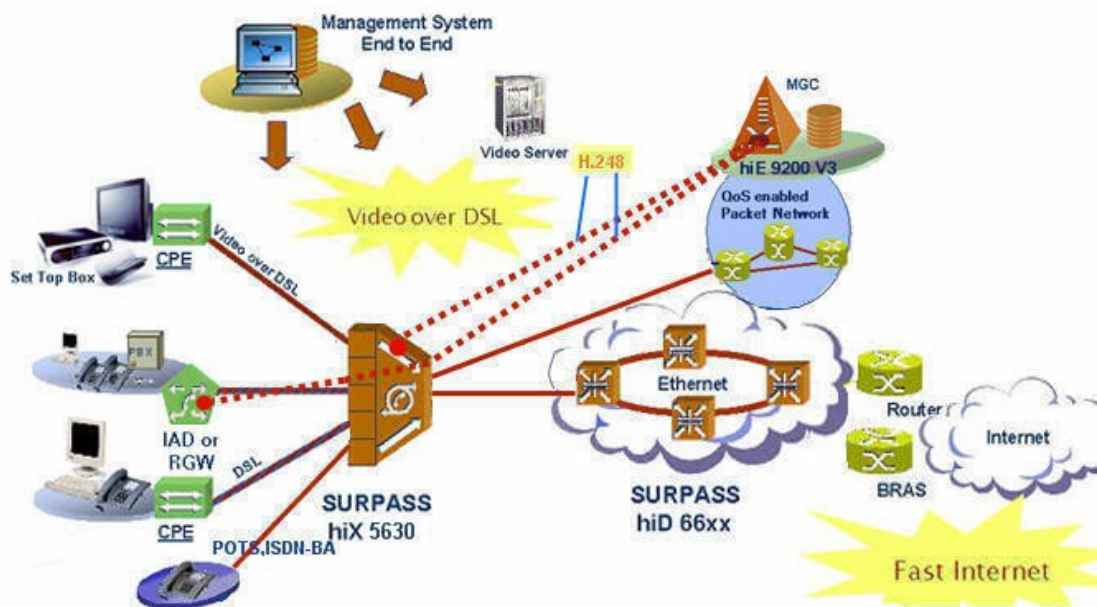 Management System
End to End
MGC
Video Server
H.248
hiE 9200 V3
QoS enabled
Packet Network
Video over DSL
CPE
Set Top Box
Video over DSL
PBX
Ethernet
Router
Internet
IAD or
RGW
DSL
BRAS
SURPASS
hiX 5630
SURPASS
hiD 66xx
CPE
POTS,ISDN-BA
Fast Internet